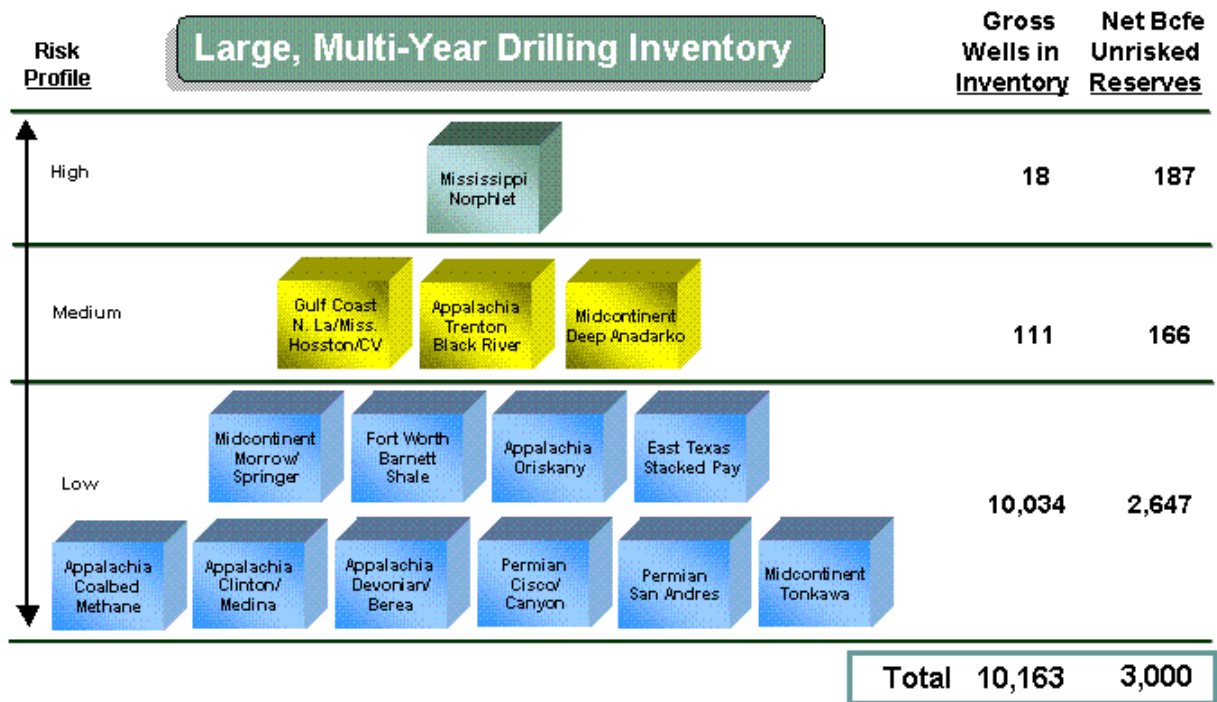 Risk
Profile
Large, Multi-Year Drilling Inventory
Gross
Wells in
Inventory
Net Bcfe
Unrisked
Reserves
High
Mississippi
Norphlet
18
187
Medium
Gulf Coast
N. La/Miss.
Hosston/CV
Appalachia
Trenton
Black River
Midcontinent
Deep Anadarko
111
166
Low
Midcontinent
Morrow/
Springer
Fort Worth
Barnett
Shale
Appalachia
Oriskany
East Texas
Stacked Pay
10,034
2,647
Appalachia
Coalbed
Methane
Appalachia
Clinton/
Medina
Appalachia
Devonian/
Berea
Permian
Cisco/
Canyon
Permian
San Andres
Midcontinent
Tonkawa
Total 10,163 3,000